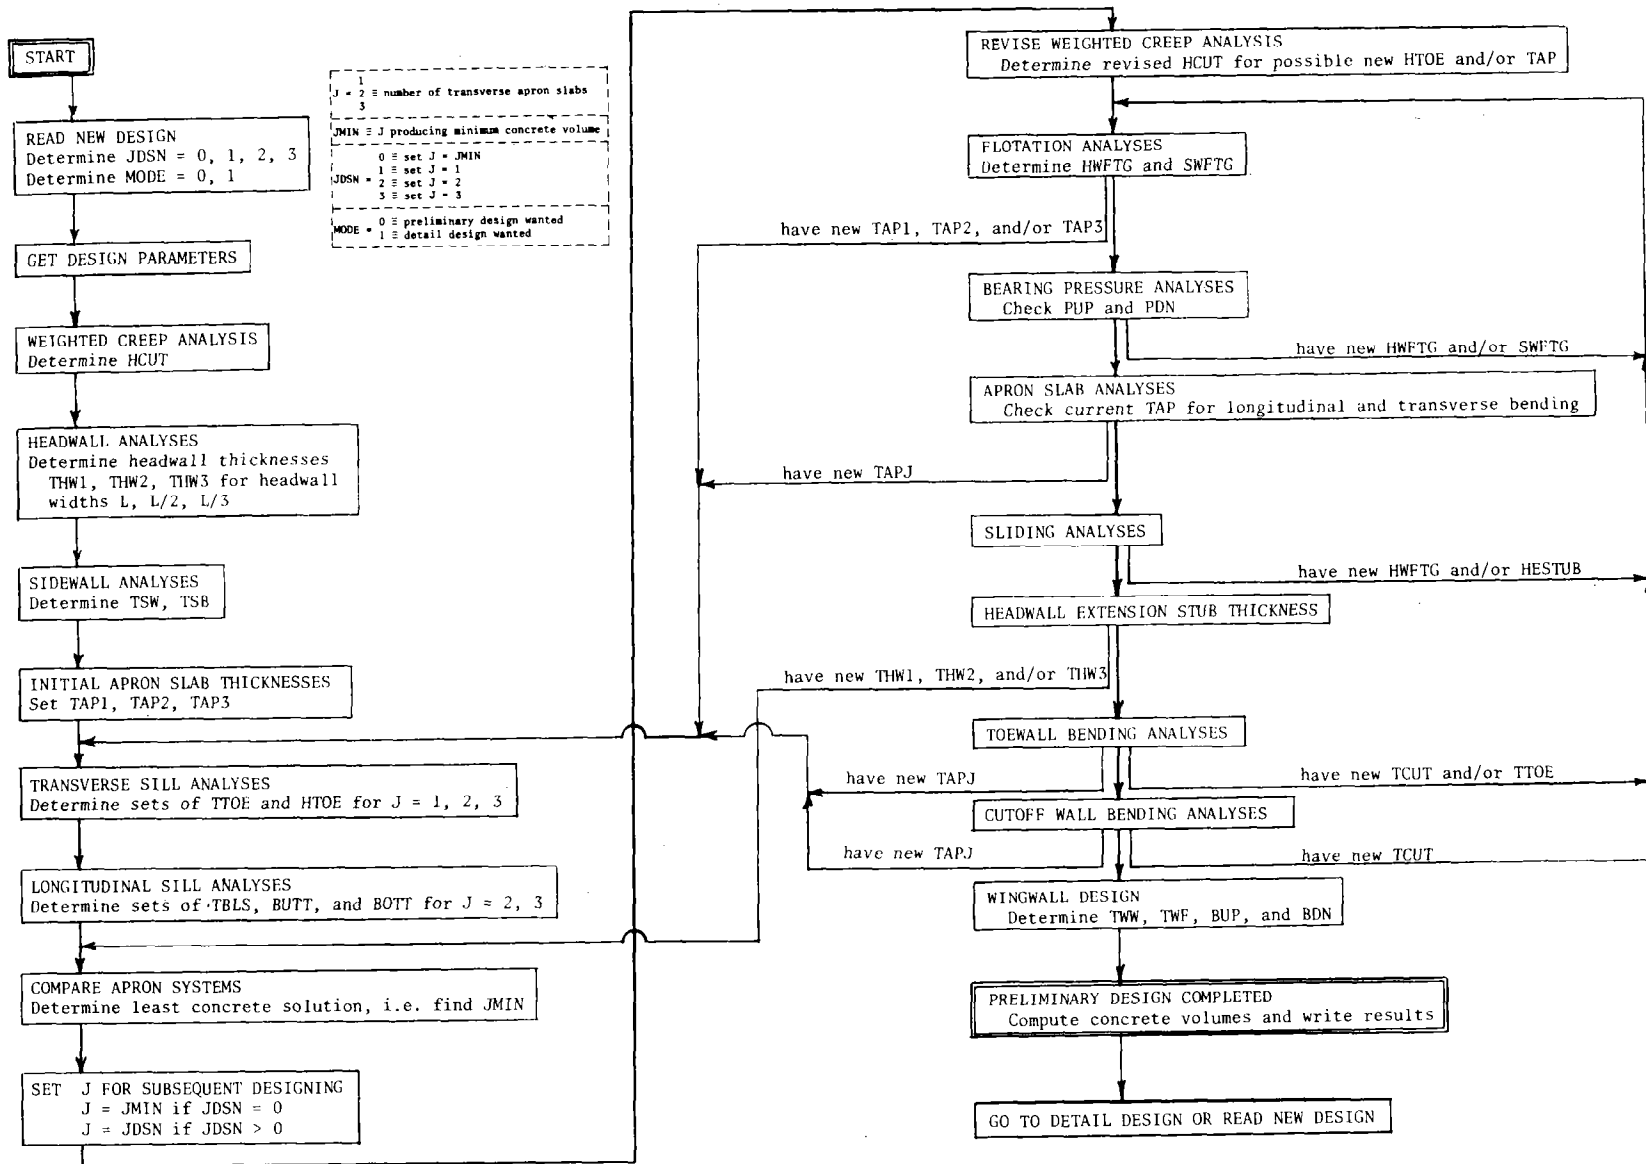 START
READ NEW DESIGN
Determine JDSN = 0, 1, 2, 3
Determine MODE = 0, 1
GET DESIGN PARAMETERS
WEIGHTED CREEP ANALYSIS
Determine HCUT
HEADWALL ANALYSES
Determine headwall thicknesses
THW1, THW2, THW3 for headwall
widths L, L/2, L/3
SIDEWALL ANALYSES
Determine TSW, TSB
INITIAL APRON SLAB THICKNESSES
Set TAP1, TAP2, TAP3
TRANSVERSE SILL ANALYSES
Determine sets of TTOE and HTOE for J = 1, 2, 3
LONGITUDINAL SILL ANALYSES
Determine sets of TBLS, BUTT, and BOTT for J = 2, 3
COMPARE APRON SYSTEMS
Determine least concrete solution, i.e. find JMIN
SET J FOR SUBSEQUENT DESIGNING
J = JMIN if JDSN = 0
J = JDSN if JDSN > 0
1
J = 2 ≡ number of transverse apron slabs
3
JMIN ≡ J producing minimum concrete volume
0 ≡ set J = JMIN
1 ≡ set J = 1
JDSN = 2 ≡ set J = 2
3 ≡ set J = 3
0 ≡ preliminary design wanted
MODE = 1 ≡ detail design wanted
REVISE WEIGHTED CREEP ANALYSIS
Determine revised HCUT for possible new HTOE and/or TAP
FLOTATION ANALYSES
Determine HWFTG and SWFTG
have new TAP1, TAP2, and/or TAP3
BEARING PRESSURE ANALYSES
Check PUP and PDN
have new HWFTG and/or SWFTG
APRON SLAB ANALYSES
Check current TAP for longitudinal and transverse bending
have new TAPJ
SLIDING ANALYSES
have new HWFTG and/or HESTUB
HEADWALL EXTENSION STUB THICKNESS
have new THW1, THW2, and/or THW3
TOEWALL BENDING ANALYSES
have new TAPJ
have new TCUT and/or TTOE
CUTOFF WALL BENDING ANALYSES
have new TAPJ
have new TCUT
WINGWALL DESIGN
Determine TWW, TWF, BUP, and BDN
PRELIMINARY DESIGN COMPLETED
Compute concrete volumes and write results
GO TO DETAIL DESIGN OR READ NEW DESIGN